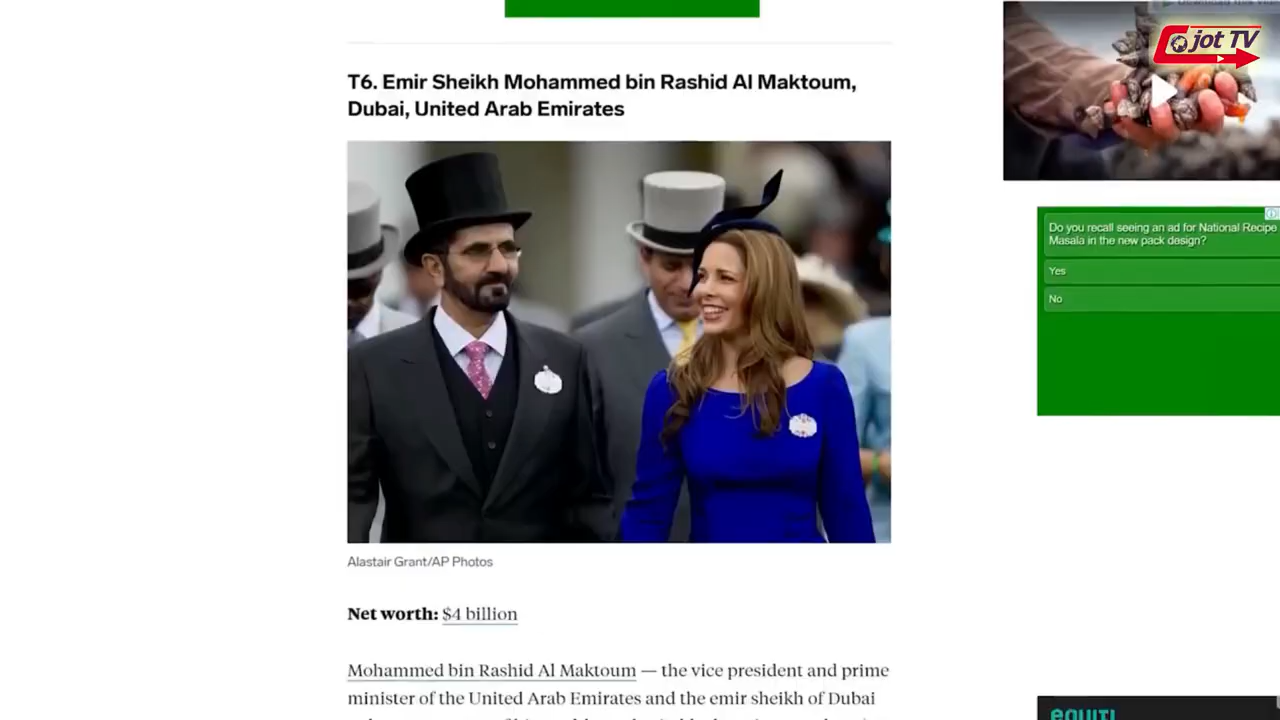 jot TV
T6. Emir Sheikh Mohammed bin Rashid Al Maktoum,
Dubai, United Arab Emirates
Do you recall seeing an ad for National Recipe
Masala in the new pack design?
Yes
No
Alastair Grant/AP Photos
Net worth: $4 billion
Mohammed bin Rashid Al Maktoum — the vice president and prime
minister of the United Arab Emirates and the emir sheikh of Dubai
equiti